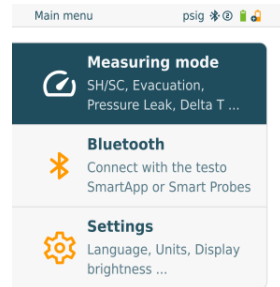 Main menu psig ②
Measuring mode
SH/SC, Evacuation,
Pressure Leak, Delta T ...
Bluetooth
Connect with the testo
SmartApp or Smart Probes
Settings
Language, Units, Display
brightness ...